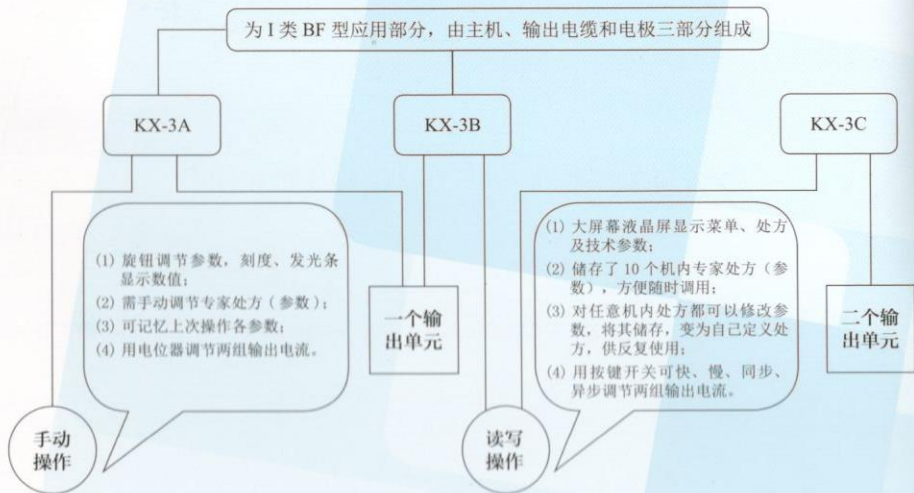 为 I 类 BF 型应用部分，由主机、输出电缆和电极三部分组成
KX-3A
KX-3B
KX-3C
(1) 旋钮调节参数，刻度、发光条
显示数值；
(2) 需手动调节专家处方（参数）；
(3) 可记忆上次操作各参数；
(4) 用电位器调节两组输出电流。
一个输
出单元
(1) 大屏幕液晶屏显示菜单、处方
及技术参数；
(2) 储存了 10 个机内专家处方（参
数），方便随时调用；
(3) 对任意机内处方都可以修改参
数，将其储存，变为自己定义处
方，供反复使用；
(4) 用按键开关可快、慢、同步、
异步调节两组输出电流。
二个输
出单元
手动
操作
读写
操作